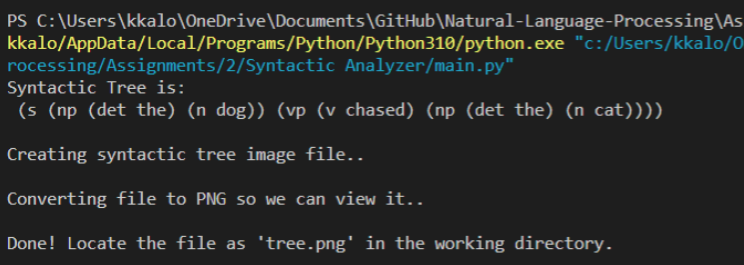 PS C:\Users\kkalo\OneDrive\Documents\GitHub\Natural-Language-Processing\As
kkalo/AppData/Local/Programs/Python/Python310/python.exe "c:/Users/kkalo/O
rocessing/Assignments/2/Syntactic Analyzer/main.py"
Syntactic Tree is:
(s (np (det the) (n dog)) (vp (v chased) (np (det the) (n cat))))
Creating syntactic tree image file..
Converting file to PNG so we can view it..
Done! Locate the file as 'tree.png' in the working directory.